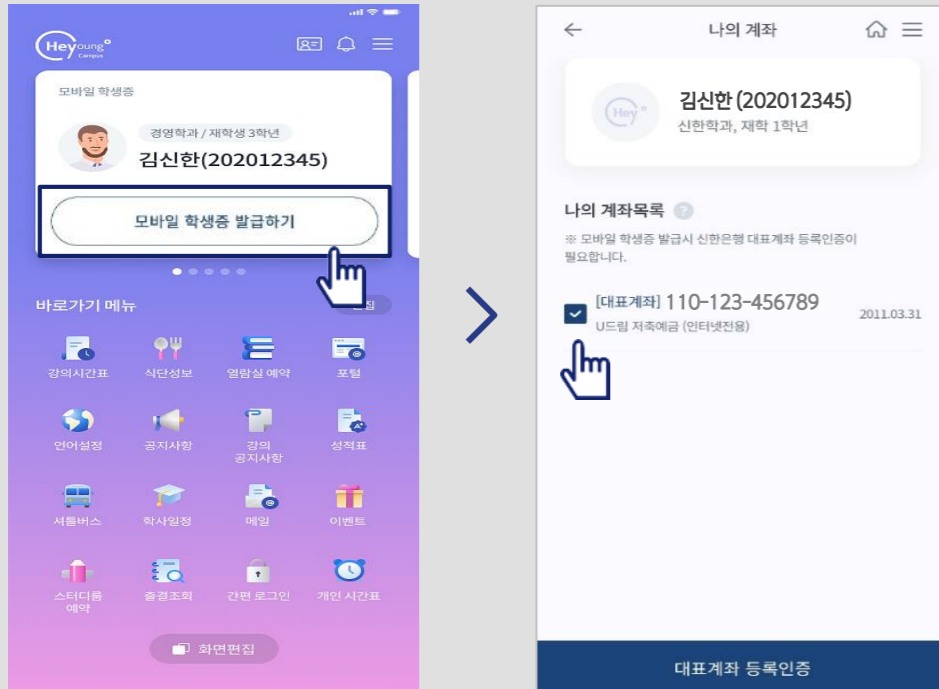 Heyoung°
Campus
모바일 학생증
경영학과 / 재학생 3학년
김신한(202012345)
모바일 학생증 발급하기
바로가기 메뉴
강의시간표
식단성보
열람실 예약
포털
언어설정
공지사항
강의
공지사항
성적표
셔틀버스
학사일정
메일
이벤트
스터디룸
예약
출결조회
간편 로그인
개인 시간표
화면편집
나의 계좌
Hey°
김신한 (202012345)
신한학과, 재학 1학년
나의 계좌목록 ?
※ 모바일 학생증 발급시 신한은행 대표계좌 등록인증이
필요합니다.
[대표계좌] 110-123-456789
U드림 저축예금 (인터넷전용)
2011.03.31
대표계좌 등록인증